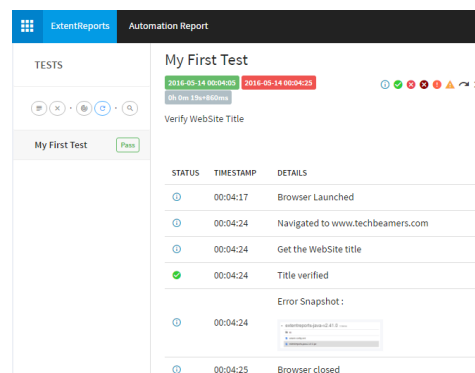 ExtentReports Automation Report
TESTS
My First Test Pass
My First Test
2016-05-14 00:04:05 2016-05-14 00:04:25
0h 0m 19s+860ms
Verify WebSite Title
STATUS TIMESTAMP DETAILS
00:04:17 Browser Launched
00:04:24 Navigated to www.techbeamers.com
00:04:24 Get the WebSite title
00:04:24 Title verified
Error Snapshot :
00:04:24
00:04:25 Browser closed